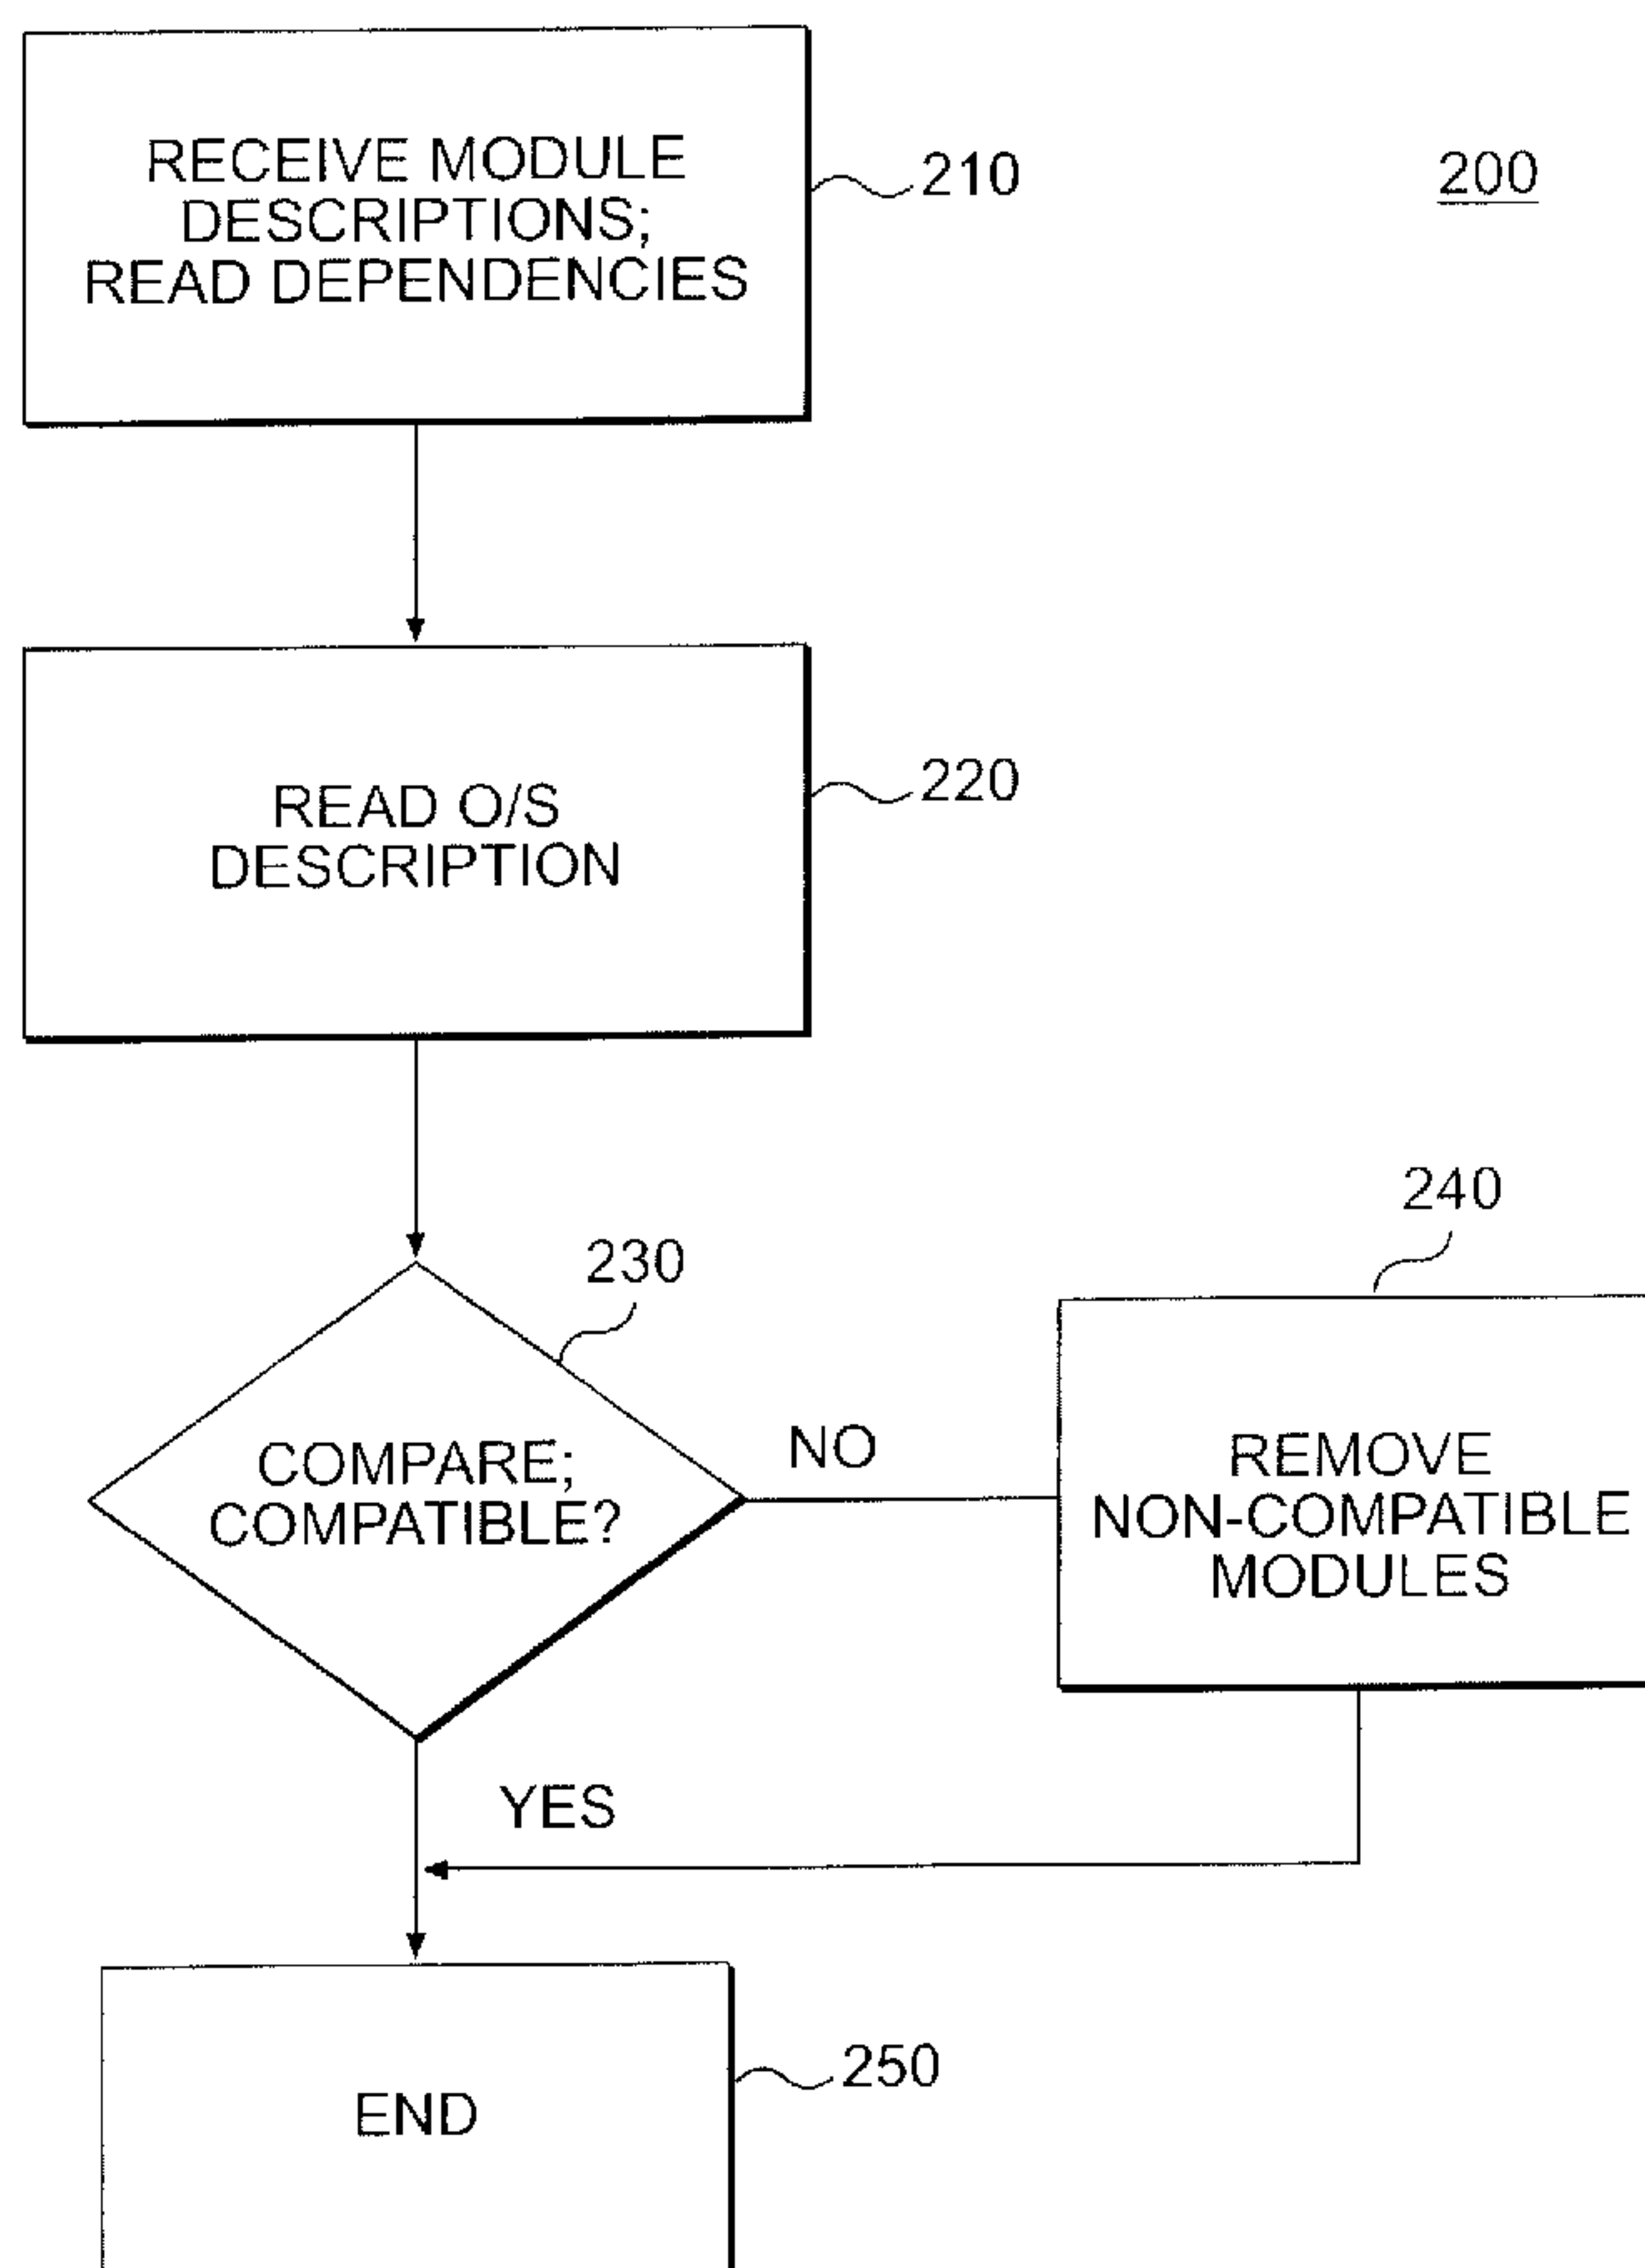 RECEIVE MODULE
DESCRIPTIONS;
READ DEPENDENCIES
210
200
READ O/S
DESCRIPTION
220
230
240
COMPARE;
COMPATIBLE?
NO
REMOVE
NON-COMPATIBLE
MODULES
YES
END
250